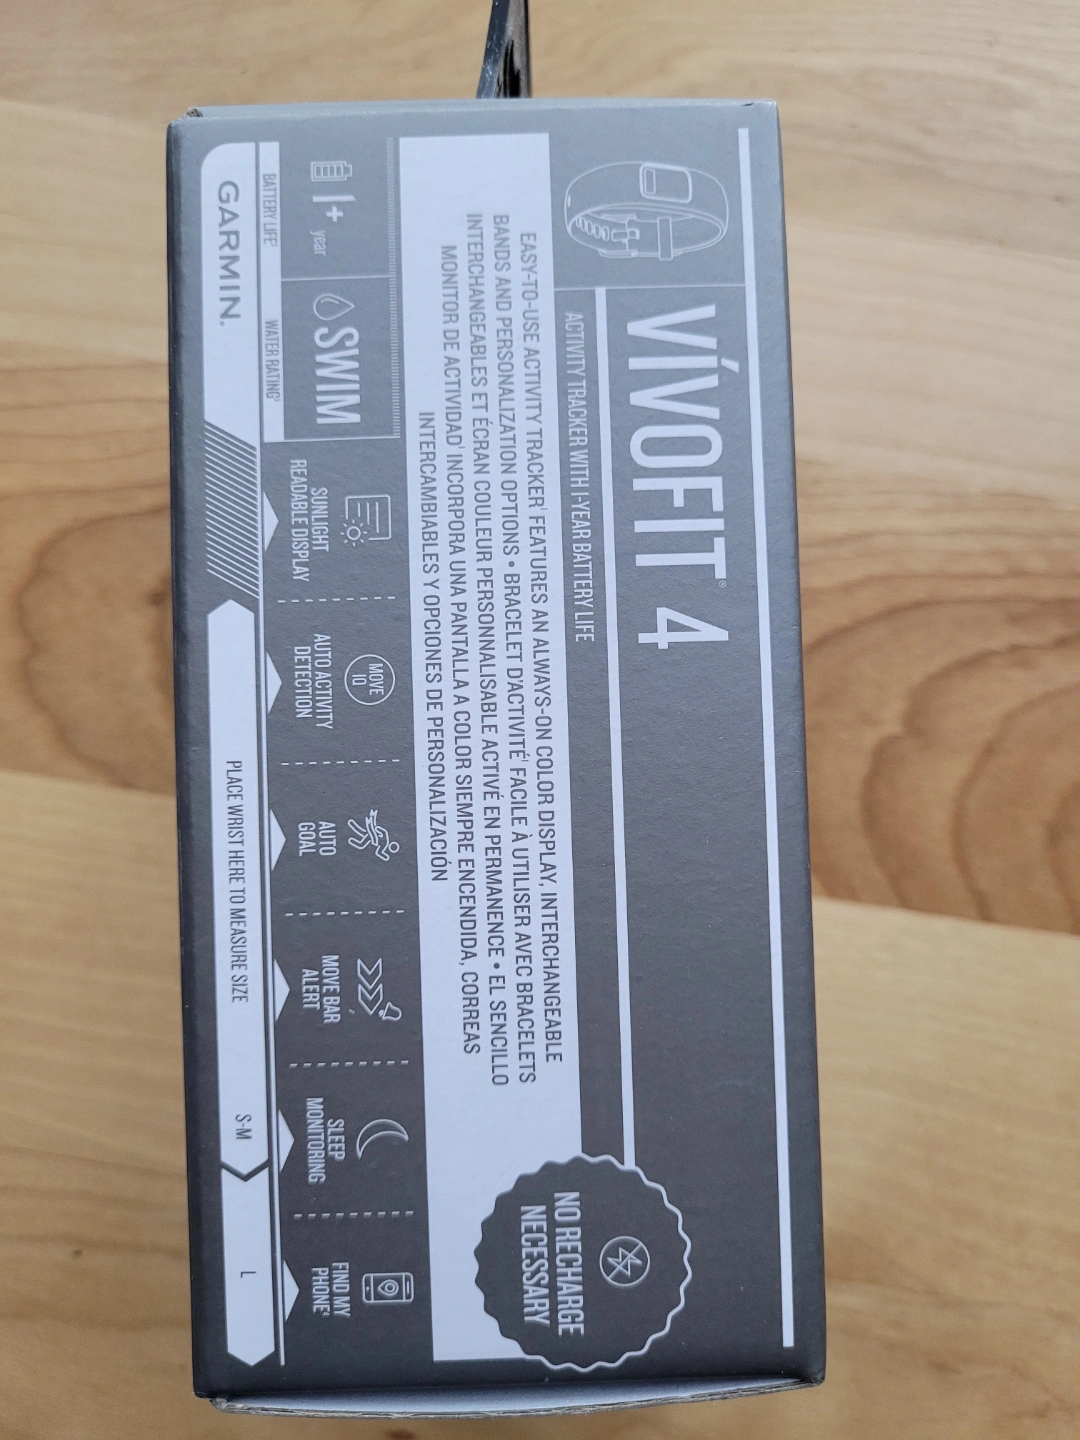 VÍVOFIT® 4
ACTIVITY TRACKER WITH 1-YEAR BATTERY LIFE
EASY-TO-USE ACTIVITY TRACKER¹ FEATURES AN ALWAYS-ON COLOR DISPLAY, INTERCHANGEABLE
BANDS AND PERSONALIZATION OPTIONS • BRACELET D'ACTIVITÉ¹ FACILE À UTILISER AVEC BRACELETS
INTERCHANGEABLES ET ÉCRAN COULEUR PERSONNALISABLE ACTIVÉ EN PERMANENCE • EL SENCILLO
MONITOR DE ACTIVIDAD¹ INCORPORA UNA PANTALLA A COLOR SIEMPRE ENCENDIDA, CORREAS
INTERCAMBIABLES Y OPCIONES DE PERSONALIZACIÓN
NO RECHARGE
NECESSARY
1+ year
BATTERY LIFE²
SWIM
WATER RATING³
SUNLIGHT
READABLE DISPLAY
MOVE
IQ
AUTO ACTIVITY
DETECTION
AUTO
GOAL
MOVE BAR
ALERT
SLEEP
MONITORING
FIND MY
PHONE⁴
GARMIN.
PLACE WRIST HERE TO MEASURE SIZE
S-M
L